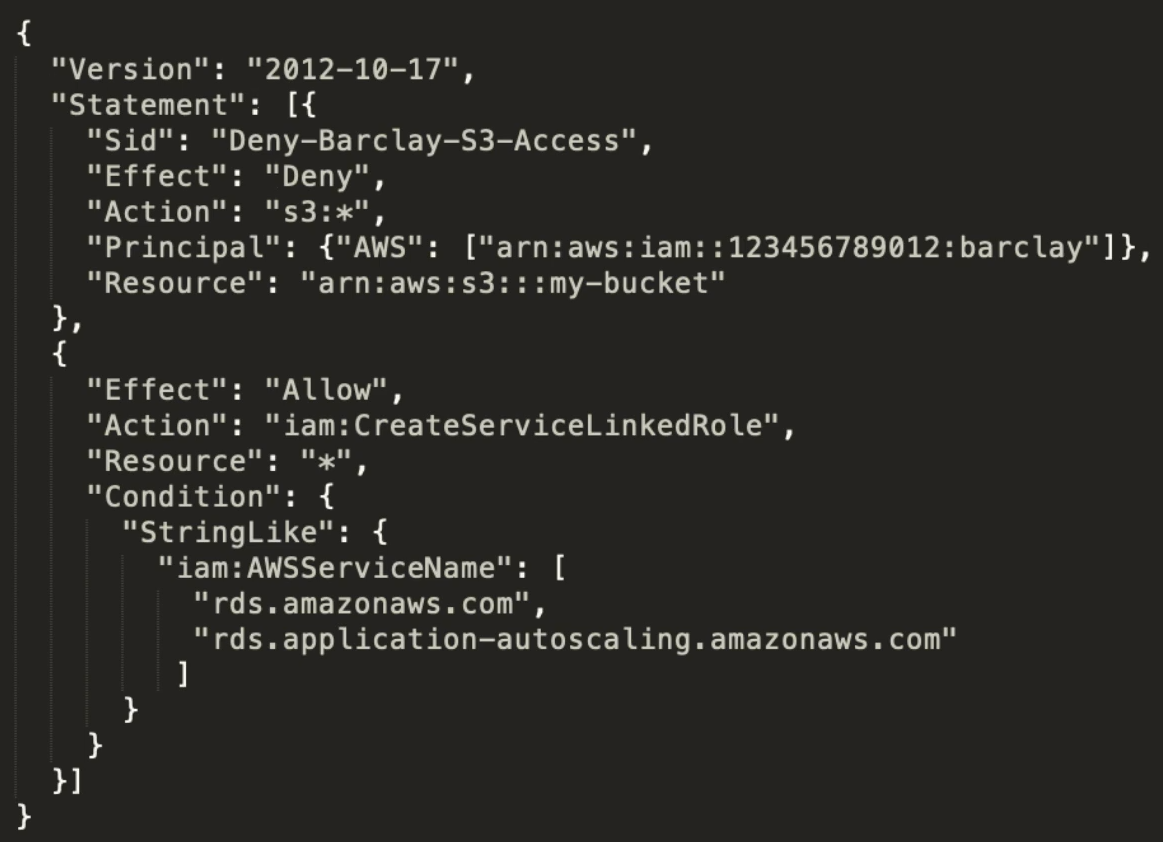 {
"Version": "2012-10-17",
"Statement": [{
"Sid": "Deny-Barclay-S3-Access",
"Effect": "Deny",
"Action": "s3:*",
"Principal": {"AWS": ["arn:aws:iam::123456789012:barclay"]},
"Resource": "arn:aws:s3:::my-bucket"
},
{
"Effect": "Allow",
"Action": "iam:CreateServiceLinkedRole",
"Resource": "*",
"Condition": {
"StringLike": {
"iam:AWSServiceName": [
"rds.amazonaws.com",
"rds.application-autoscaling.amazonaws.com"
]
}
}
}]
}